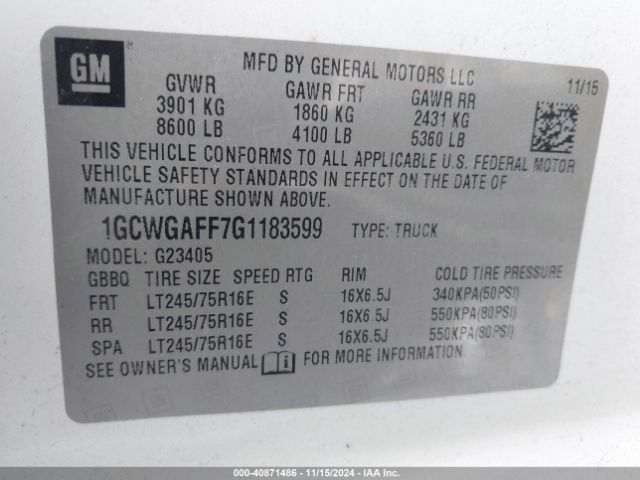 GM
MFD BY GENERAL MOTORS LLC
11/15
GVWR GAWR FRT GAWR RR
3901 KG 1860 KG 2431 KG
8600 LB 4100 LB 5360 LB
THIS VEHICLE CONFORMS TO ALL APPLICABLE U.S. FEDERAL MOTOR
VEHICLE SAFETY STANDARDS IN EFFECT ON THE DATE OF
MANUFACTURE SHOWN ABOVE.
1GCWGAFF7G1183599 TYPE: TRUCK
MODEL: G23405
GBBQ TIRE SIZE SPEED RTG RIM COLD TIRE PRESSURE
FRT LT245/75R16E S 16X6.5J 340KPA(50PSI)
RR LT245/75R16E S 16X6.5J 550KPA(80PSI)
SPA LT245/75R16E S 16X6.5J 550KPA(80PSI)
SEE OWNER'S MANUAL i FOR MORE INFORMATION
© - 40871486 - 11/15/2024 - IAA Inc.